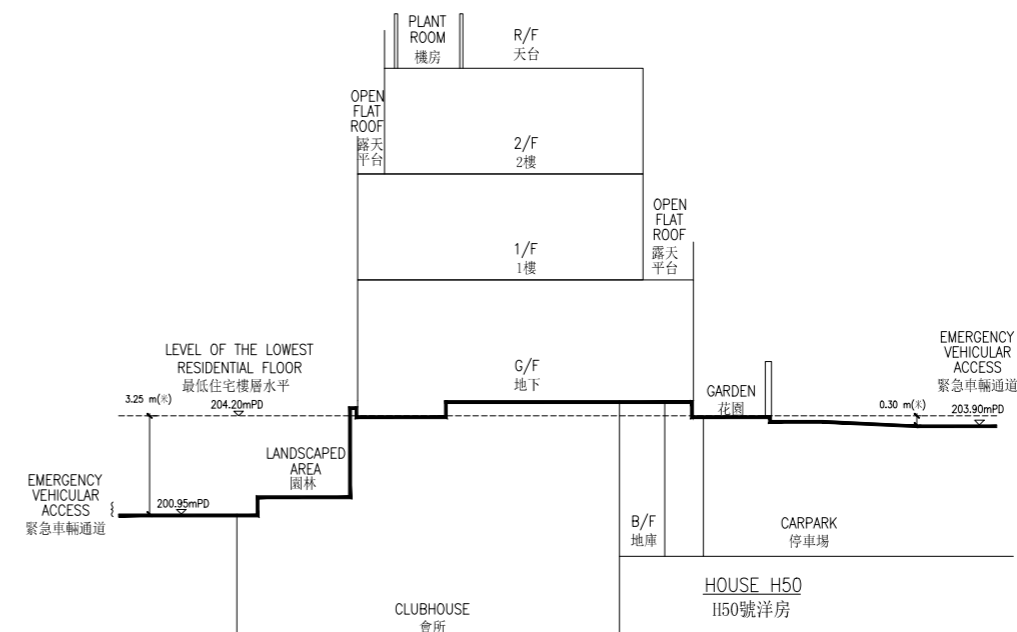 PLANT
ROOM
機房
R/F
天台
OPEN
FLAT
ROOF
露天
平台
2/F
2樓
OPEN
FLAT
ROOF
露天
平台
1/F
1樓
LEVEL OF THE LOWEST
RESIDENTIAL FLOOR
最低住宅樓層水平
204.20mPD
3.25 m(米)
G/F
地下
GARDEN
花園
EMERGENCY
VEHICULAR
ACCESS
緊急車輛通道
0.30 m(米)
203.90mPD
LANDSCAPED
AREA
園林
EMERGENCY
VEHICULAR
ACCESS
緊急車輛通道
200.95mPD
B/F
地庫
CARPARK
停車場
HOUSE H50
H50號洋房
CLUBHOUSE
會所